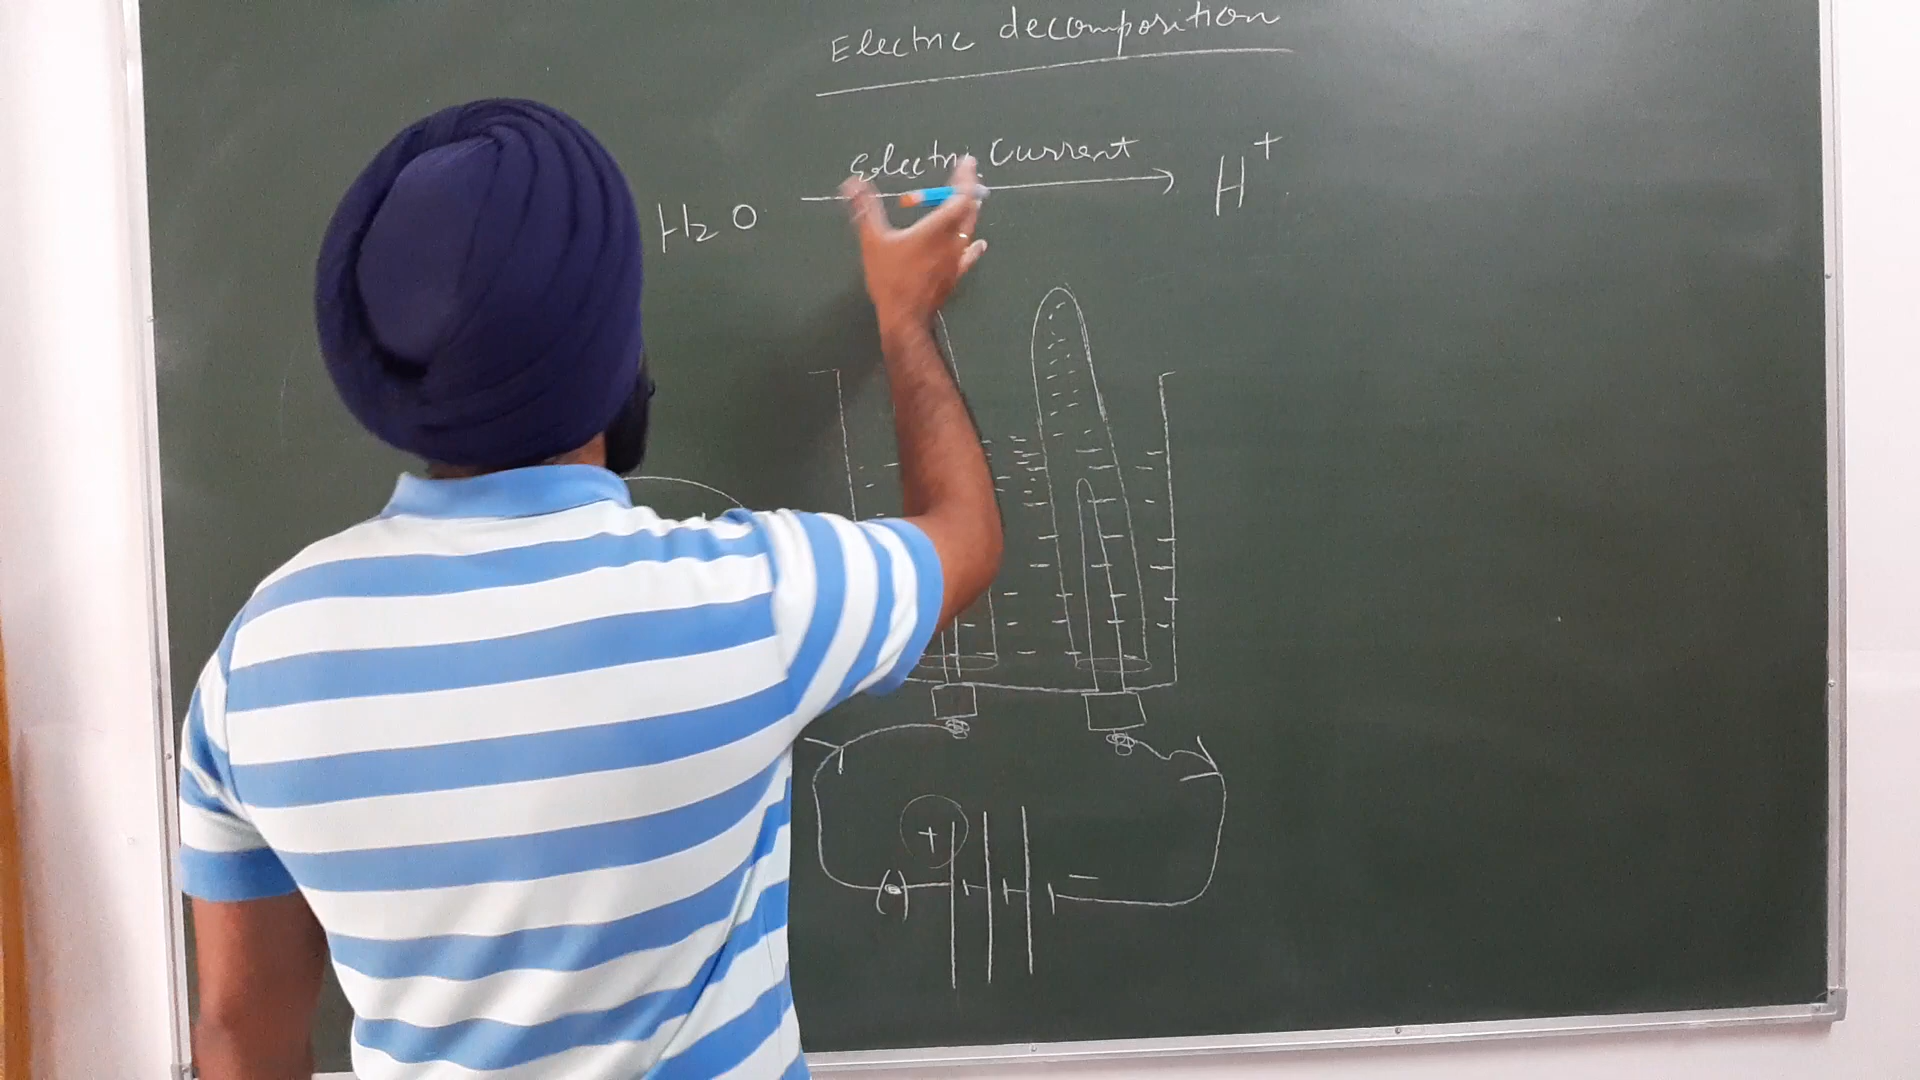 Electric decomposition
Electric Current
H₂O → H⁺
+
-